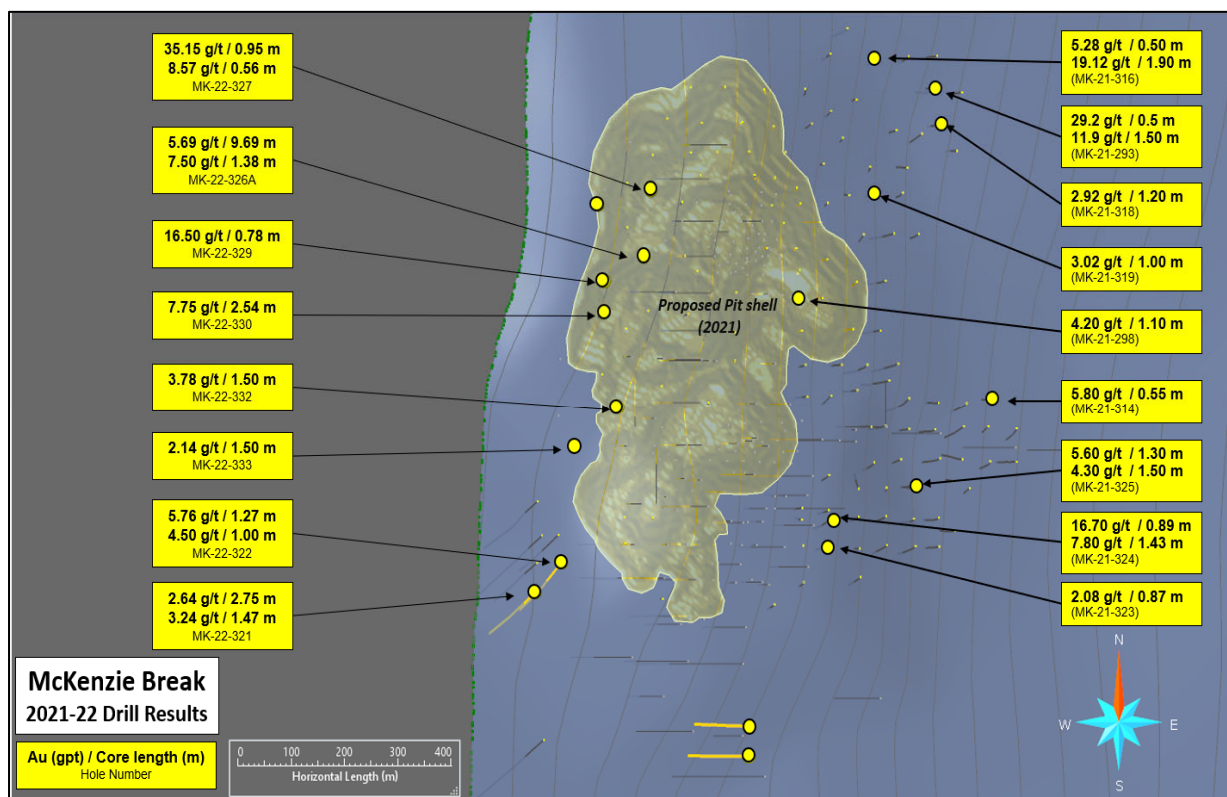 35.15 g/t / 0.95 m
8.57 g/t / 0.56 m
MK-22-327
5.69 g/t / 9.69 m
7.50 g/t / 1.38 m
MK-22-326A
16.50 g/t / 0.78 m
MK-22-329
7.75 g/t / 2.54 m
MK-22-330
3.78 g/t / 1.50 m
MK-22-332
2.14 g/t / 1.50 m
MK-22-333
5.76 g/t / 1.27 m
4.50 g/t / 1.00 m
MK-22-322
2.64 g/t / 2.75 m
3.24 g/t / 1.47 m
MK-22-321
McKenzie Break
2021-22 Drill Results
Au (gpt) / Core length (m)
Hole Number
0 100 200 300 400
Horizontal Length (m)
Proposed Pit shell
(2021)
5.28 g/t / 0.50 m
19.12 g/t / 1.90 m
(MK-21-316)
29.2 g/t / 0.5 m
11.9 g/t / 1.50 m
(MK-21-293)
2.92 g/t / 1.20 m
(MK-21-318)
3.02 g/t / 1.00 m
(MK-21-319)
4.20 g/t / 1.10 m
(MK-21-298)
5.80 g/t / 0.55 m
(MK-21-314)
5.60 g/t / 1.30 m
4.30 g/t / 1.50 m
(MK-21-325)
16.70 g/t / 0.89 m
7.80 g/t / 1.43 m
(MK-21-324)
2.08 g/t / 0.87 m
(MK-21-323)
N
W E
S